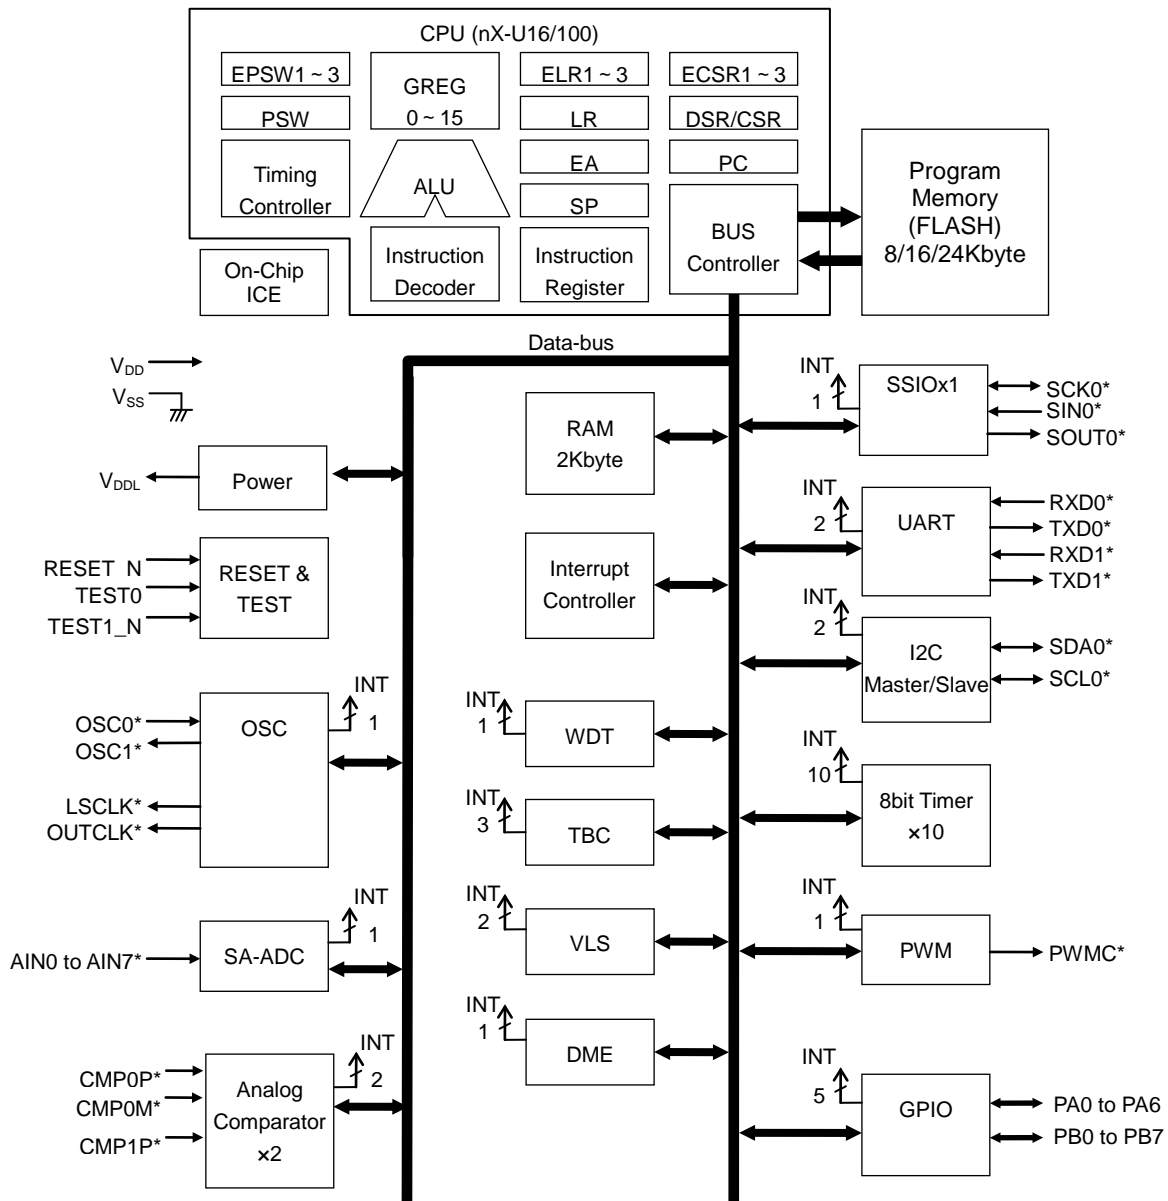 CPU (nX-U16/100)
EPSW1 ~ 3
GREG
0 ~ 15
ELR1 ~ 3
ECSR1 ~ 3
PSW
LR
DSR/CSR
Timing
Controller
ALU
EA
PC
SP
BUS
Controller
Program
Memory
(FLASH)
8/16/24Kbyte
On-Chip
ICE
Instruction
Decoder
Instruction
Register
Data-bus
VDD
VSS
VDDL
Power
RESET_N
TEST0
TEST1_N
RESET &
TEST
OSC0*
OSC1*
LSCLK*
OUTCLK*
OSC
INT
1
AIN0 to AIN7*
SA-ADC
INT
1
CMP0P*
CMP0M*
CMP1P*
Analog
Comparator
×2
INT
2
RAM
2Kbyte
Interrupt
Controller
INT
1
WDT
INT
3
TBC
INT
2
VLS
INT
1
DME
INT
1
SSIOx1
SCK0*
SIN0*
SOUT0*
INT
2
UART
RXD0*
TXD0*
RXD1*
TXD1*
INT
2
I2C
Master/Slave
SDA0*
SCL0*
INT
10
8bit Timer
×10
INT
1
PWM
PWMC*
INT
5
GPIO
PA0 to PA6
PB0 to PB7